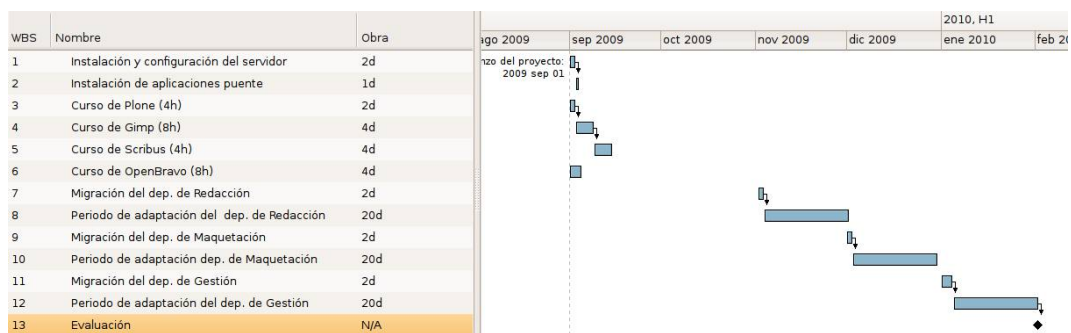 2010, H1
WBS Nombre Obra ago 2009 sep 2009 oct 2009 nov 2009 dic 2009 ene 2010 feb 20
1 Instalación y configuración del servidor 2d nzo del proyecto:
2009 sep 01
2 Instalación de aplicaciones puente 1d
3 Curso de Plone (4h) 2d
4 Curso de Gimp (8h) 4d
5 Curso de Scribus (4h) 4d
6 Curso de OpenBravo (8h) 4d
7 Migración del dep. de Redacción 2d
8 Periodo de adaptación del dep. de Redacción 20d
9 Migración del dep. de Maquetación 2d
10 Periodo de adaptación dep. de Maquetación 20d
11 Migración del dep. de Gestión 2d
12 Periodo de adaptación del dep. de Gestión 20d
13 Evaluación N/A